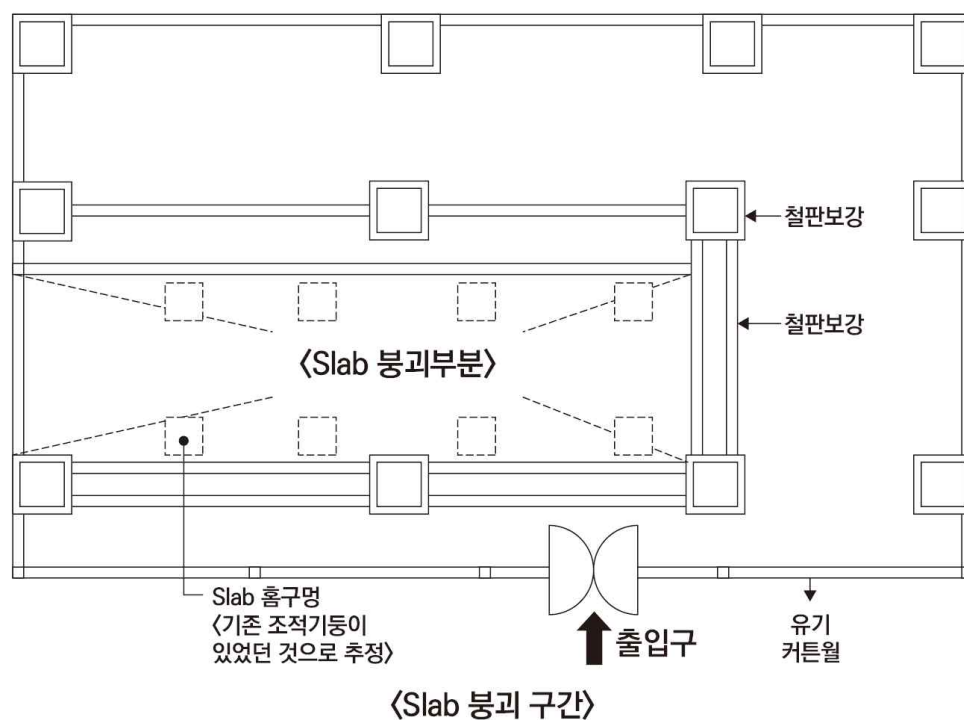 철판보강
철판보강
〈Slab 붕괴부분〉
Slab 홈구멍
〈기존 조적기둥이
있었던 것으로 추정〉
출입구
유기
커튼월
〈Slab 붕괴 구간〉